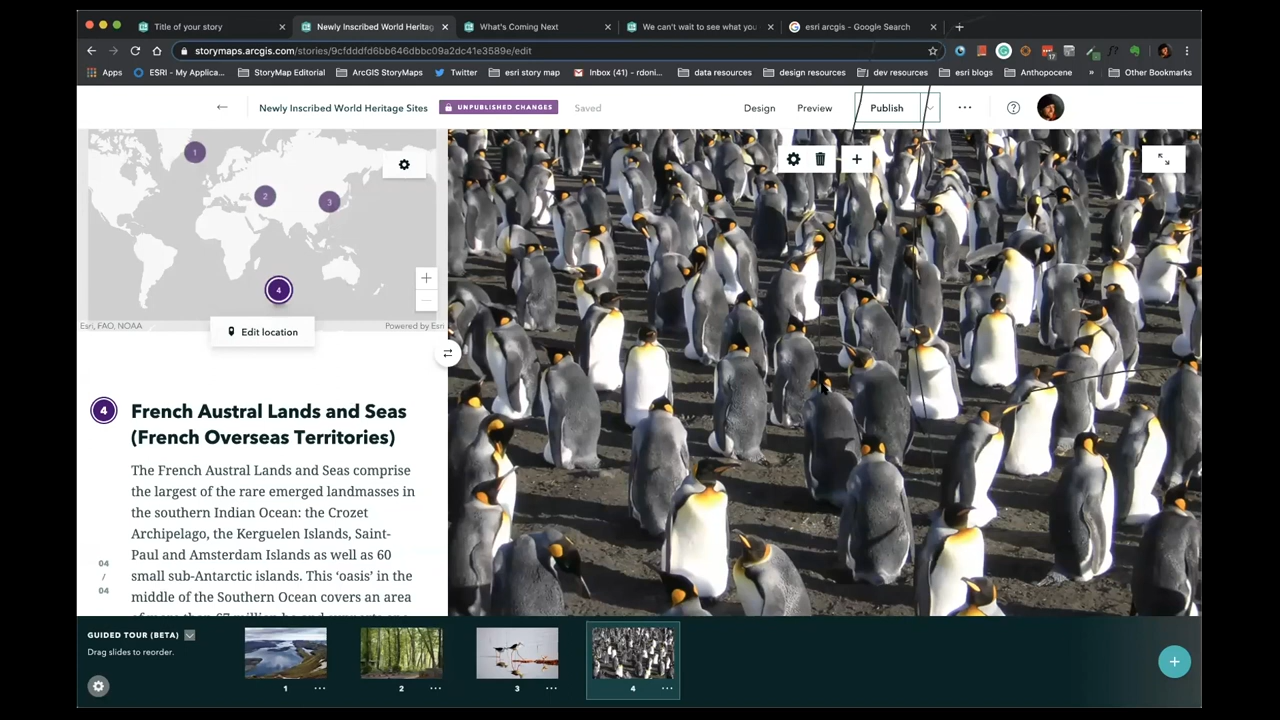 Title of your story
Newly Inscribed World Heritag
What's Coming Next
We can't wait to see what you
esri arcgis - Google Search
storymaps.arcgis.com/stories/9cfdddfd6bb646dbbc09a2dc41e3589e/edit
Apps
ESRI - My Applica...
StoryMap Editorial
ArcGIS StoryMaps
Twitter
esri story map
Inbox (41) - rdoni...
data resources
design resources
dev resources
esri blogs
Anthopocene
»
Other Bookmarks
Newly Inscribed World Heritage Sites
UNPUBLISHED CHANGES
Saved
Design
Preview
Publish
1
2
3
4
Esri, FAO, NOAA
Powered by Esri
Edit location
4
French Austral Lands and Seas
(French Overseas Territories)
The French Austral Lands and Seas comprise
the largest of the rare emerged landmasses in
the southern Indian Ocean: the Crozet
Archipelago, the Kerguelen Islands, Saint-
Paul and Amsterdam Islands as well as 60
small sub-Antarctic islands. This ‘oasis’ in the
middle of the Southern Ocean covers an area
04
/
04
GUIDED TOUR (BETA)
Drag slides to reorder.
1
2
3
4